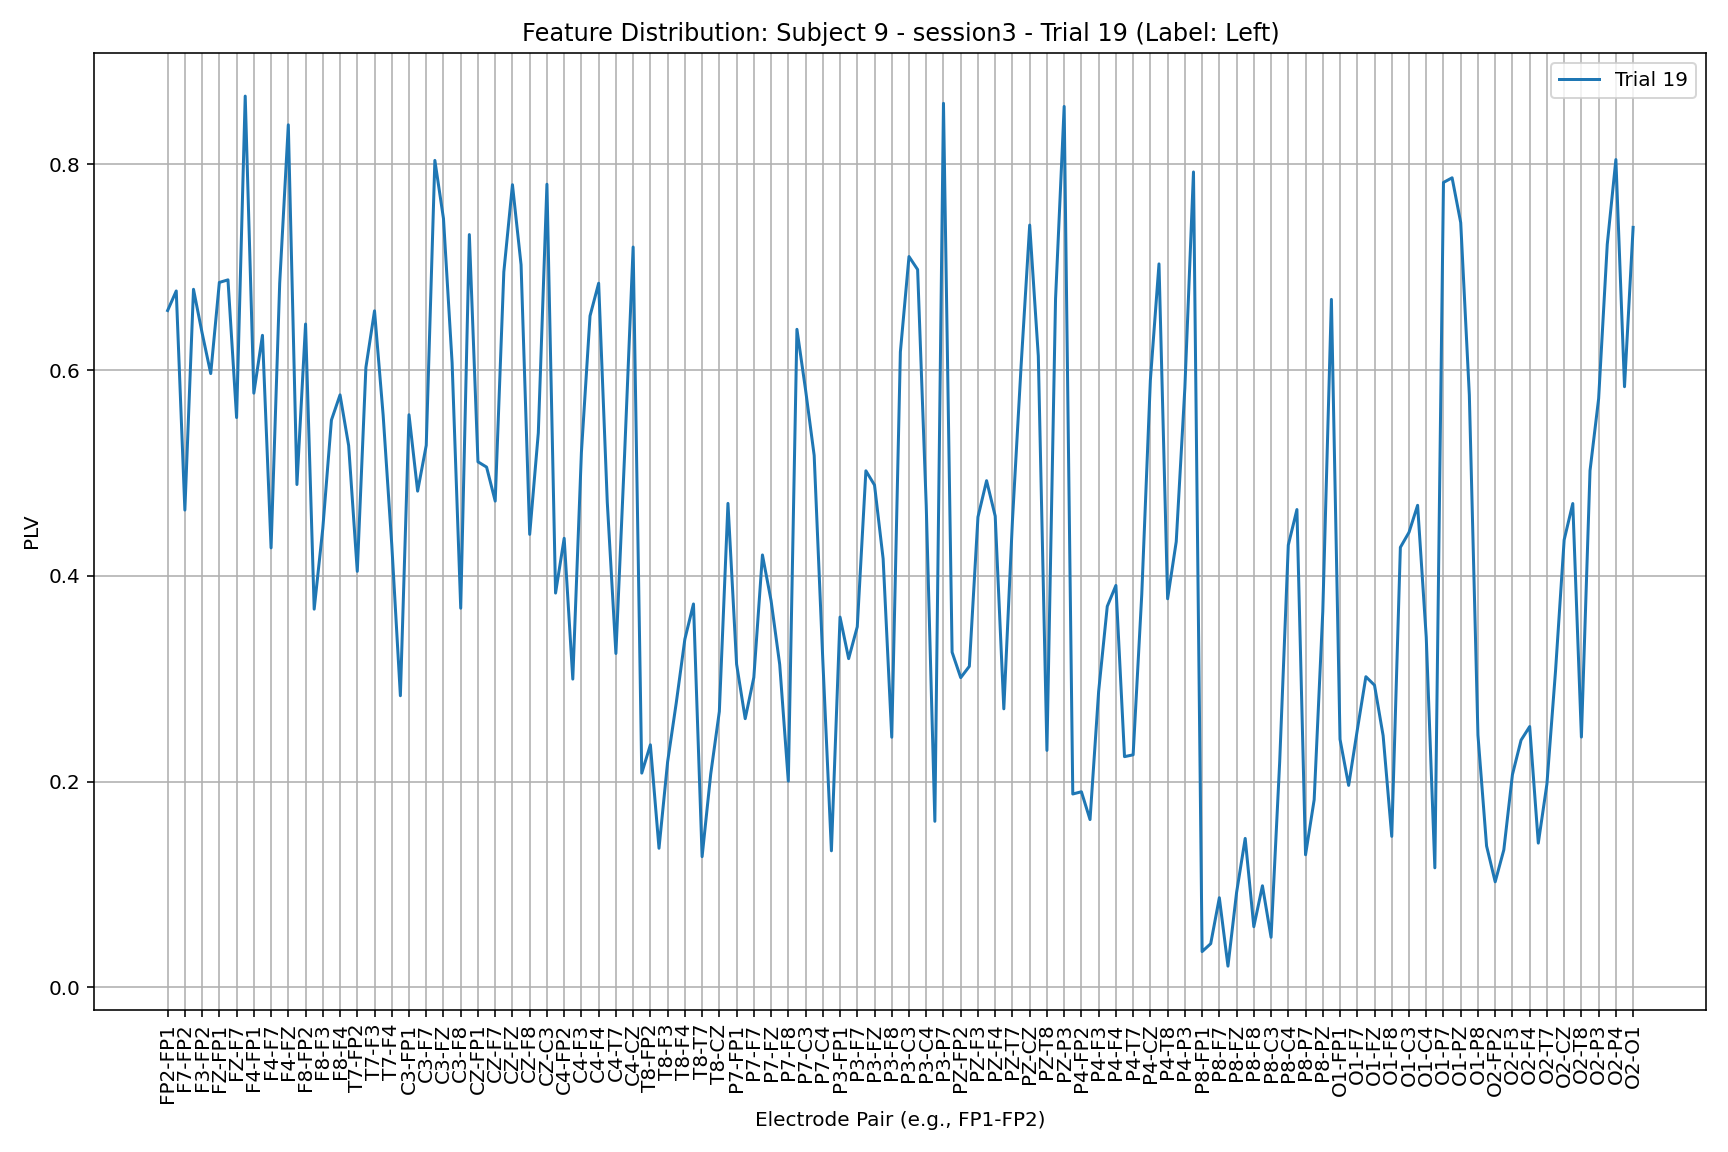 Feature Distribution: Subject 9 - session3 - Trial 19 (Label: Left)
Trial 19
PLV
0.8
0.6
0.4
0.2
0.0
FP2-FP1
F7-FP2
F3-FP2
FZ-FP1
FZ-F7
F4-FP1
F4-F7
F4-FZ
F8-FP2
F8-F3
F8-F4
T7-FP2
T7-F3
T7-F4
C3-FP1
C3-F7
C3-FZ
C3-F8
CZ-FP1
CZ-F7
CZ-FZ
CZ-F8
CZ-C3
C4-FP2
C4-F3
C4-F4
C4-T7
C4-CZ
T8-FP2
T8-F3
T8-F4
T8-T7
T8-CZ
P7-FP1
P7-F7
P7-FZ
P7-F8
P7-C3
P7-C4
P3-FP1
P3-F7
P3-FZ
P3-F8
P3-C3
P3-C4
P3-P7
PZ-FP2
PZ-F3
PZ-F4
PZ-T7
PZ-CZ
PZ-T8
PZ-P3
P4-FP2
P4-F3
P4-F4
P4-T7
P4-CZ
P4-T8
P4-P3
P8-FP1
P8-F7
P8-FZ
P8-F8
P8-C3
P8-C4
P8-P7
P8-PZ
O1-FP1
O1-F7
O1-FZ
O1-F8
O1-C3
O1-C4
O1-P7
O1-PZ
O1-P8
O2-FP2
O2-F3
O2-F4
O2-T7
O2-CZ
O2-T8
O2-P3
O2-P4
O2-O1
Electrode Pair (e.g., FP1-FP2)